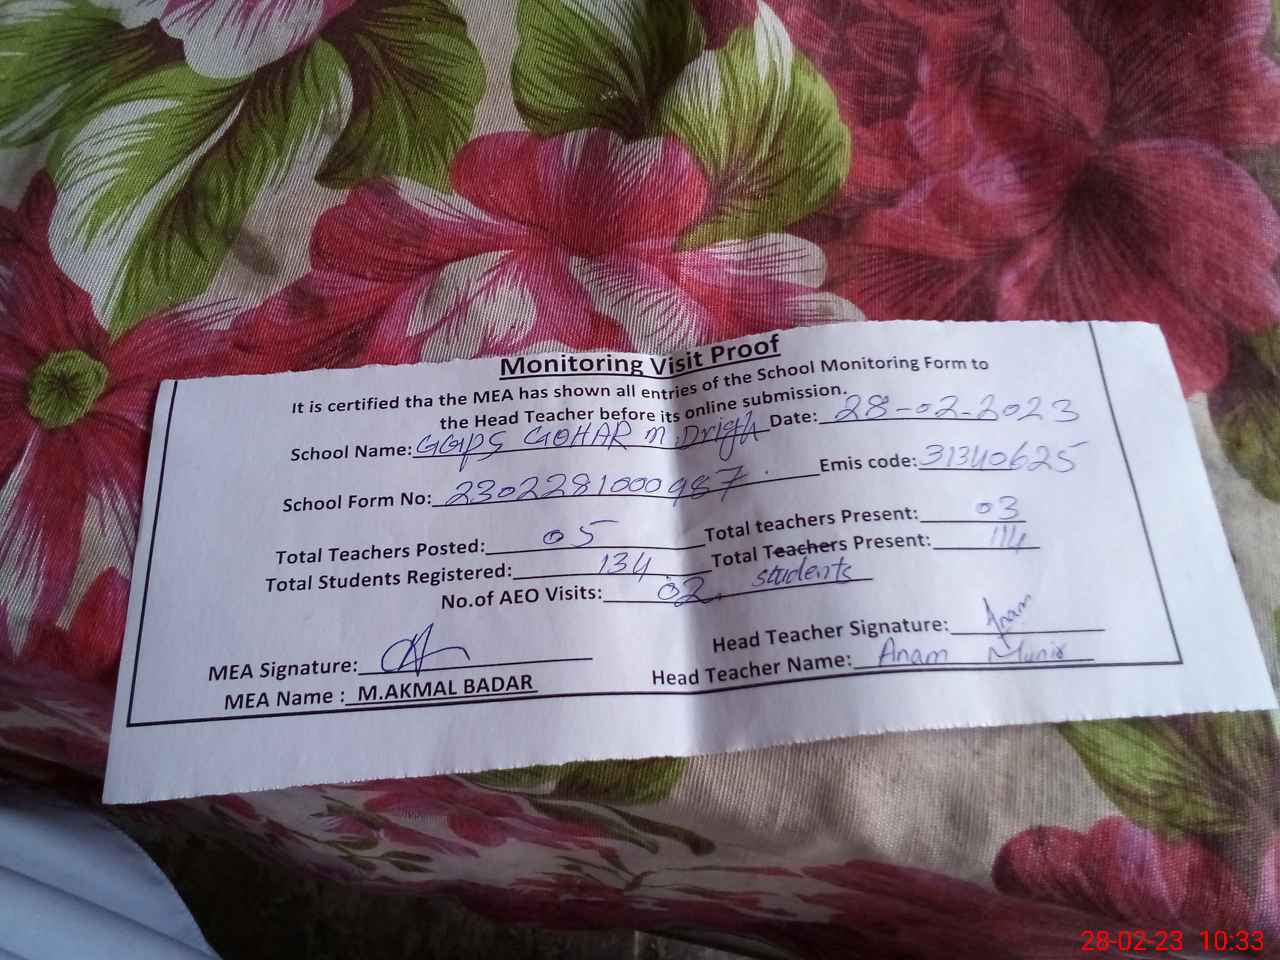 Monitoring Visit Proof
It is certified tha the MEA has shown all entries of the School Monitoring Form to
the Head Teacher before its online submission.
School Name: GGPS GOHAR M. Drigh Date: 28-02-2023
School Form No: 2302281000987. Emis code: 31340625
Total Teachers Posted: 05 Total teachers Present: 03
Total Students Registered: 134 Total Teachers Present: 114
No.of AEO Visits: 02 students
MEA Signature: Head Teacher Signature: Anam
MEA Name : M.AKMAL BADAR Head Teacher Name: Anam Munir
28-02-23 10:33